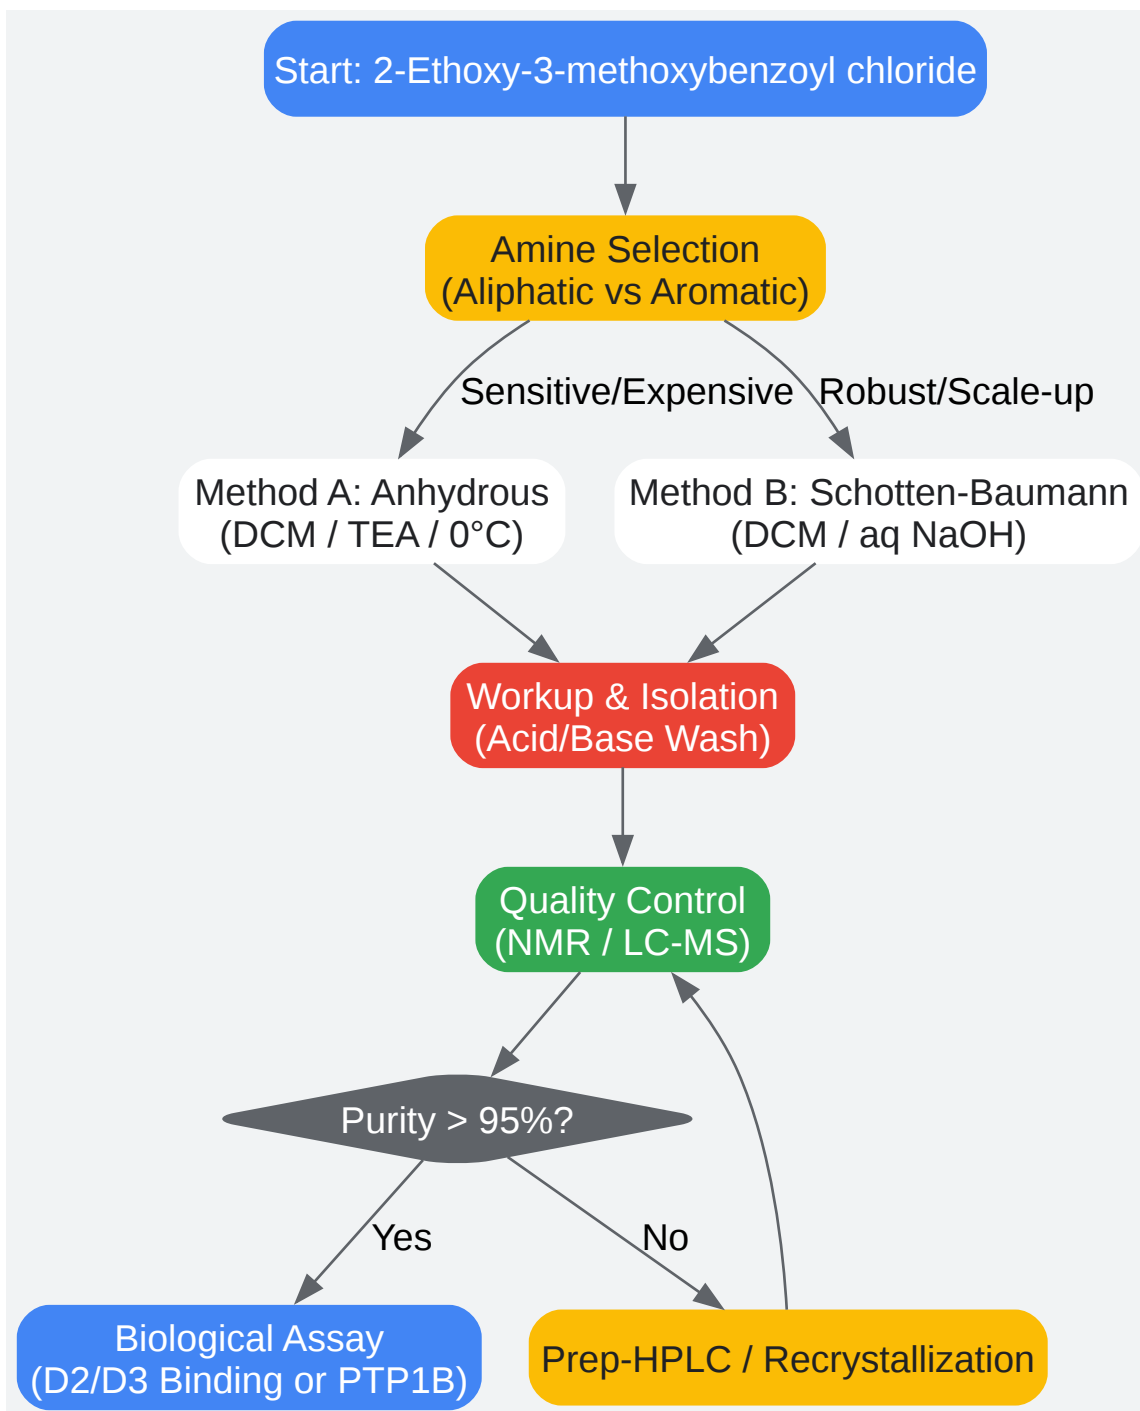 Start: 2-Ethoxy-3-methoxybenzoyl chloride
Amine Selection
(Aliphatic vs Aromatic)
Sensitive/Expensive
Robust/Scale-up
Method A: Anhydrous
(DCM / TEA / 0°C)
Method B: Schotten-Baumann
(DCM / aq NaOH)
Workup & Isolation
(Acid/Base Wash)
Quality Control
(NMR / LC-MS)
Purity > 95%?
Yes
No
Biological Assay
(D2/D3 Binding or PTP1B)
Prep-HPLC / Recrystallization